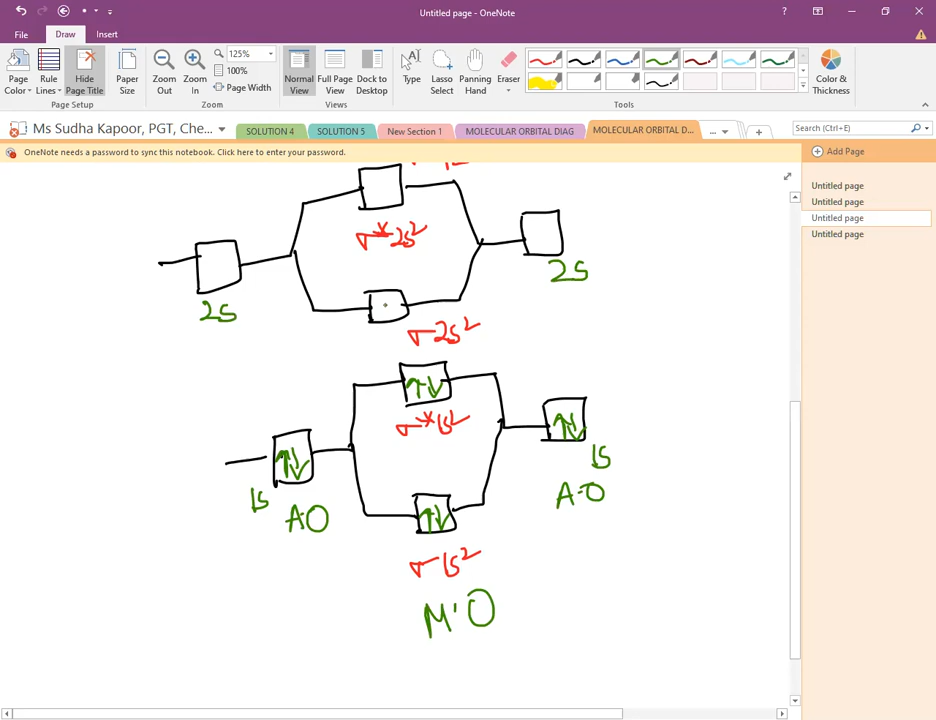 Untitled page - OneNote
File Draw Insert
Page Color
Rule Lines
Hide Page Title
Paper Size
Page Setup
Zoom Out
Zoom In
125%
100%
Page Width
Zoom
Normal View
Full Page View
Dock to Desktop
Views
Type
Lasso Select
Panning Hand
Eraser
Tools
Color & Thickness
Ms Sudha Kapoor, PGT, Che...
SOLUTION 4
SOLUTION 5
New Section 1
MOLECULAR ORBITAL DIAG
MOLECULAR ORBITAL D...
...
Search (Ctrl+E)
OneNote needs a password to sync this notebook. Click here to enter your password.
Add Page
Untitled page
Untitled page
Untitled page
Untitled page
σ*2s²
2s
2s
σ2s²
↑↓
σ*1s²
↑↓
↑↓
1s
1s
A·O
A·O
↑↓
σ1s²
M·O